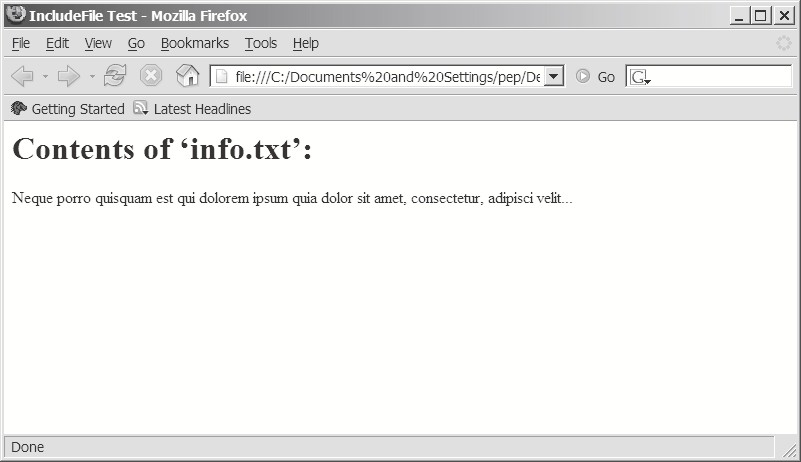 IncludeFile Test - Mozilla Firefox
File Edit View Go Bookmarks Tools Help
file:///C:/Documents%20and%20Settings/pep/De Go G
Getting Started Latest Headlines
Contents of ‘info.txt’:
Neque porro quisquam est qui dolorem ipsum quia dolor sit amet, consectetur, adipisci velit...
Done